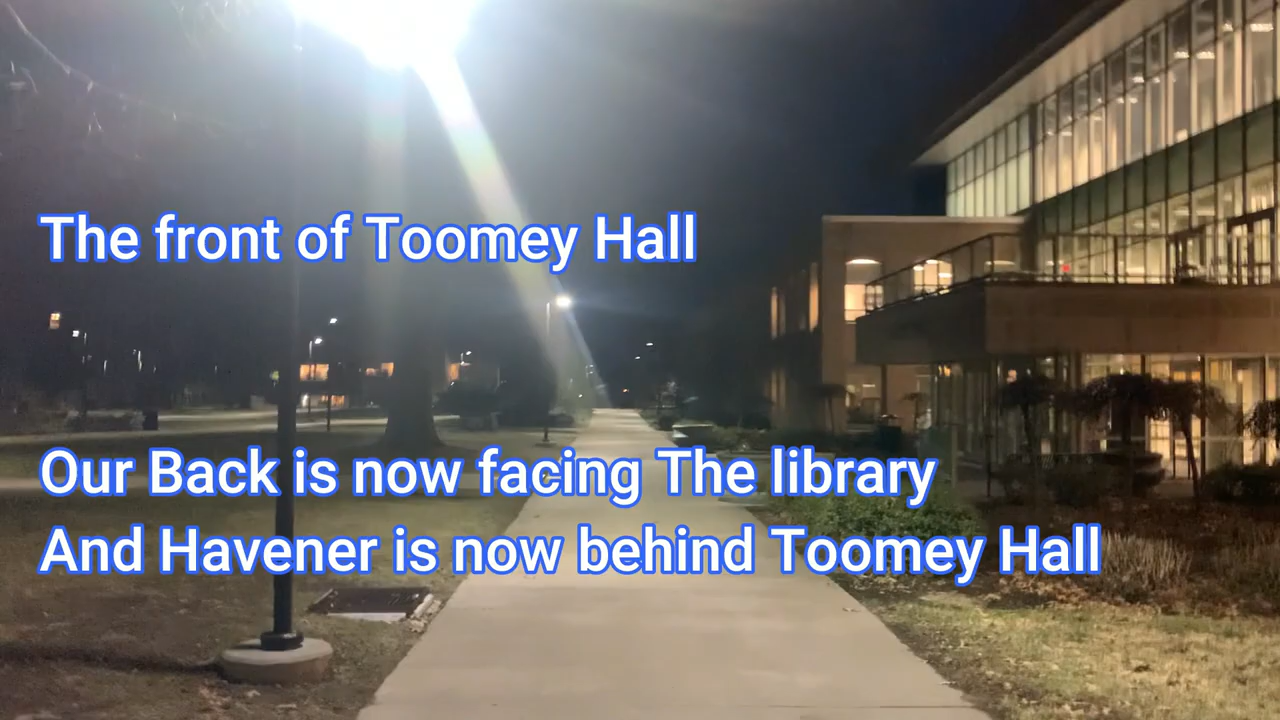 The front of Toomey Hall
Our Back is now facing The library
And Havener is now behind Toomey Hall